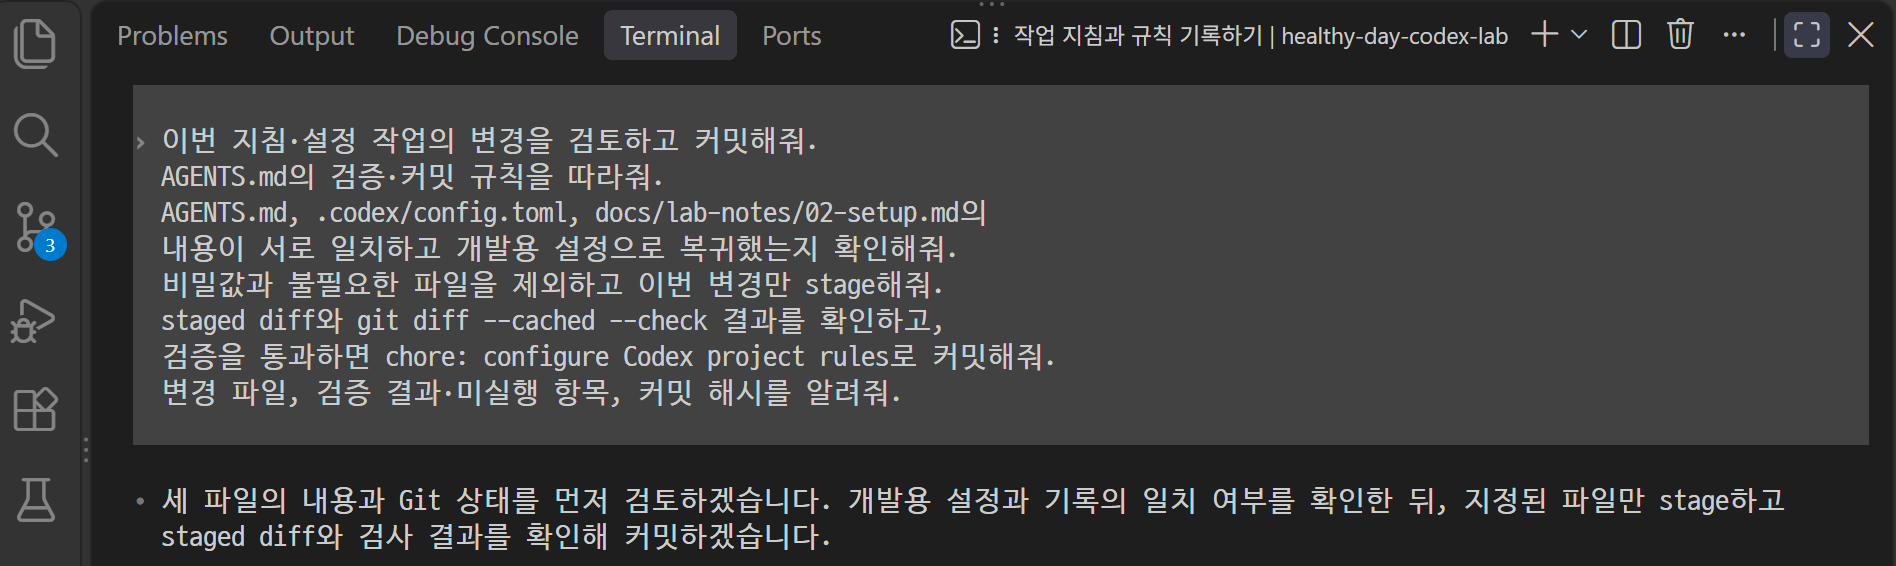 Problems Output Debug Console Terminal Ports 작업 지침과 규칙 기록하기 | healthy-day-codex-lab
› 이번 지침·설정 작업의 변경을 검토하고 커밋해줘.
AGENTS.md의 검증·커밋 규칙을 따라줘.
AGENTS.md, .codex/config.toml, docs/lab-notes/02-setup.md의
내용이 서로 일치하고 개발용 설정으로 복귀했는지 확인해줘.
비밀값과 불필요한 파일을 제외하고 이번 변경만 stage해줘.
staged diff와 git diff --cached --check 결과를 확인하고,
검증을 통과하면 chore: configure Codex project rules로 커밋해줘.
변경 파일, 검증 결과·미실행 항목, 커밋 해시를 알려줘.
• 세 파일의 내용과 Git 상태를 먼저 검토하겠습니다. 개발용 설정과 기록의 일치 여부를 확인한 뒤, 지정된 파일만 stage하고
staged diff와 검사 결과를 확인해 커밋하겠습니다.
3